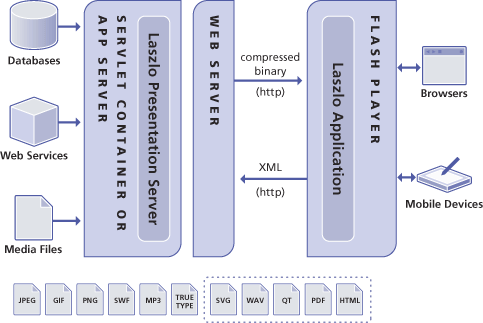 Databases
Web Services
Media Files
SERVLET CONTAINER OR
APP SERVER
Laszlo Presentation Server
WEB SERVER
compressed
binary
(http)
XML
(http)
Laszlo Application
FLASH PLAYER
Browsers
Mobile Devices
JPEG
GIF
PNG
SWF
MP3
TRUE
TYPE
SVG
WAV
QT
PDF
HTML